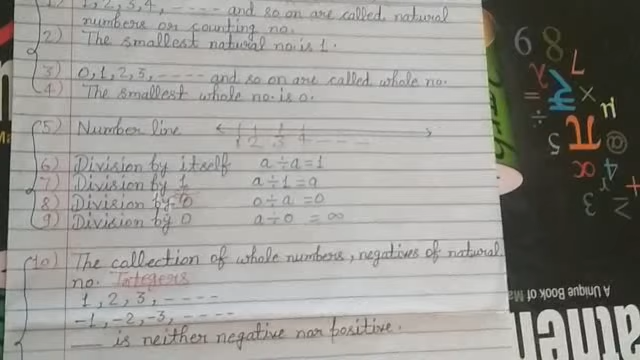 1) 1, 2, 3, 4, ---- and so on are called natural
numbers or counting no.
2) The smallest natural no. is 1.
3) 0, 1, 2, 3, ---- and so on are called whole no.
4) The smallest whole no. is 0.
5) Number line
1 2 3 4 ----
6) Division by itself a÷a=1
7) Division by 1 a÷1=a
8) Division by 0 0÷a=0
9) Division by 0 a÷0=∞
10) The collection of whole numbers, negatives of natural
no. Integers
1, 2, 3, ----
-1, -2, -3, ----
__ is neither negative nor positive.
A Unique Book of Ma